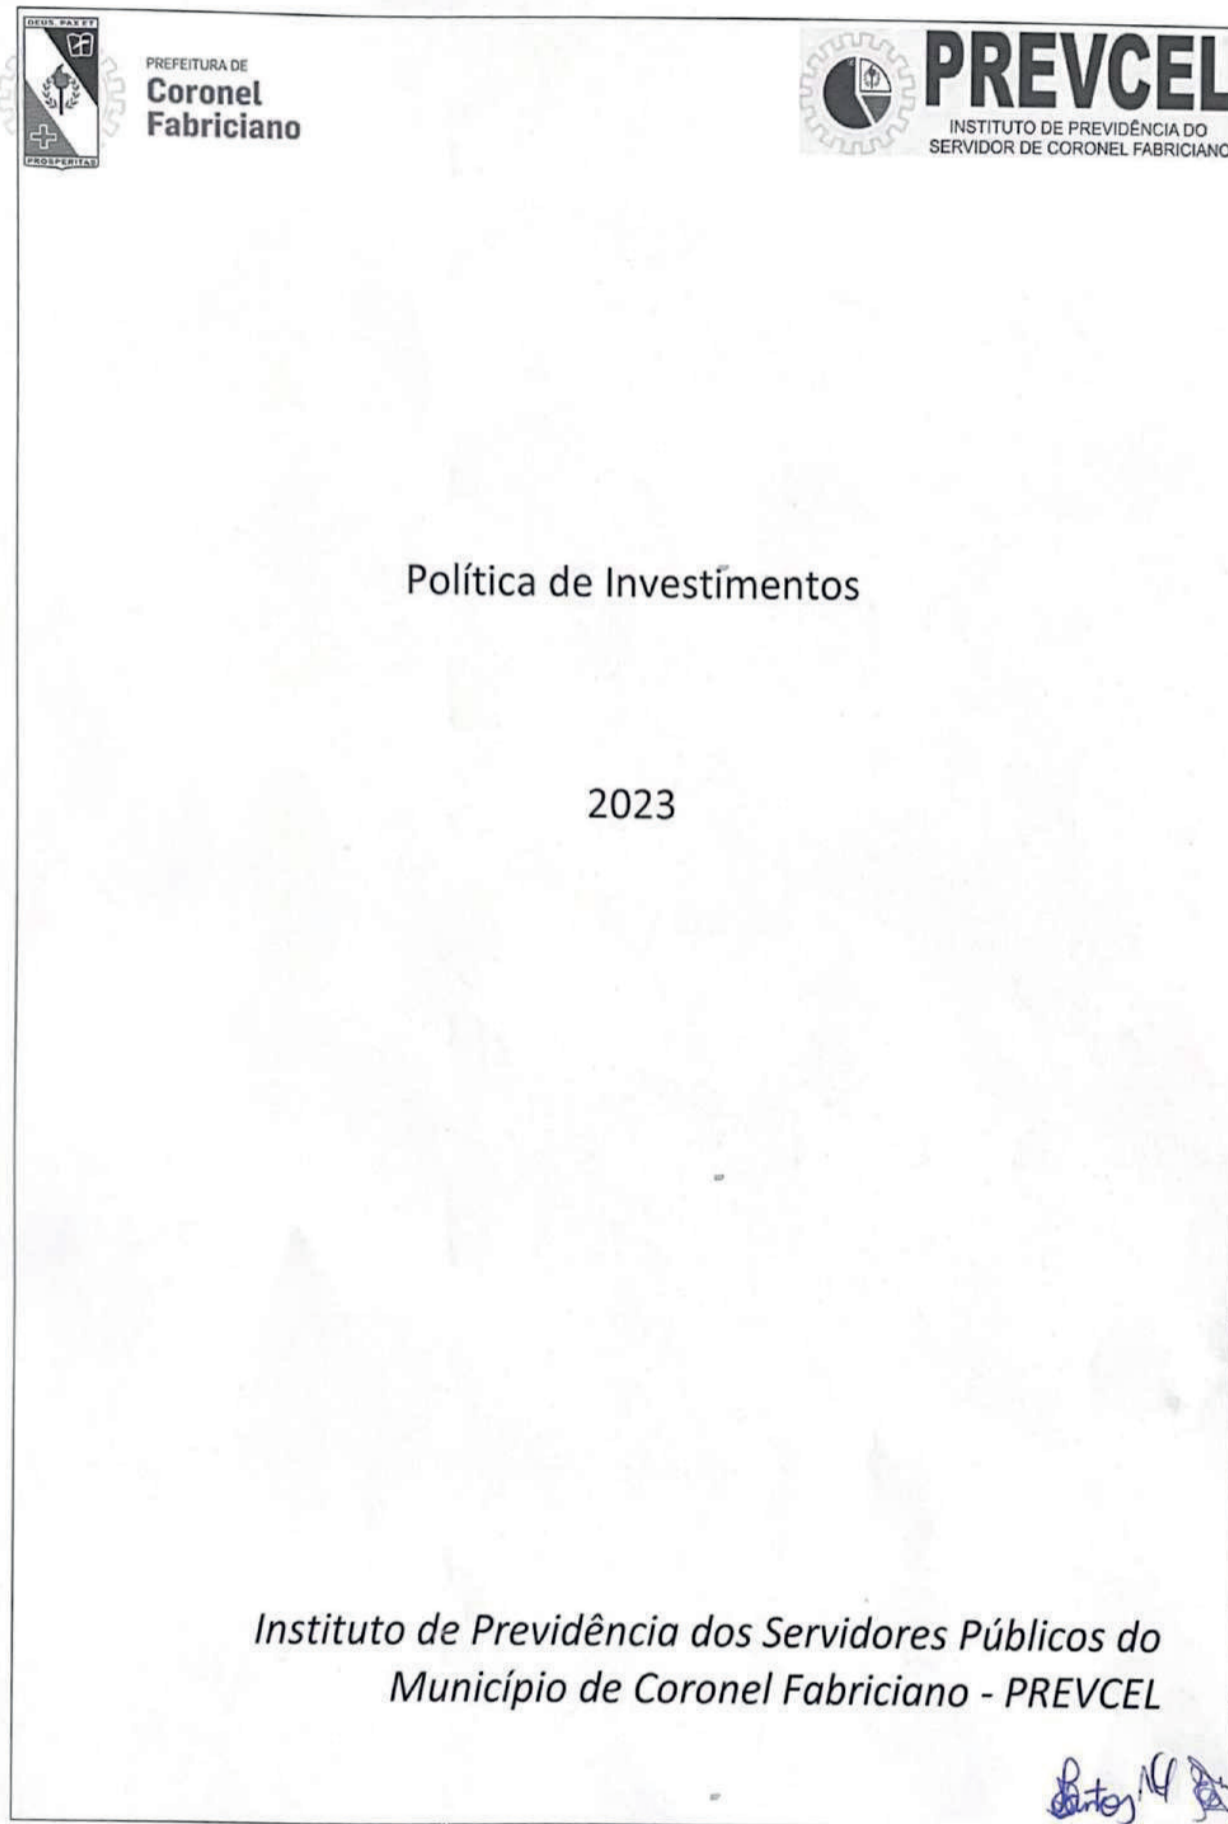 DEUS, PAX ET
PROSPERITAS
PREFEITURA DE
Coronel
Fabriciano
PREVCEL
INSTITUTO DE PREVIDÊNCIA DO
SERVIDOR DE CORONEL FABRICIANO
Política de Investimentos
2023
Instituto de Previdência dos Servidores Públicos do
Município de Coronel Fabriciano - PREVCEL